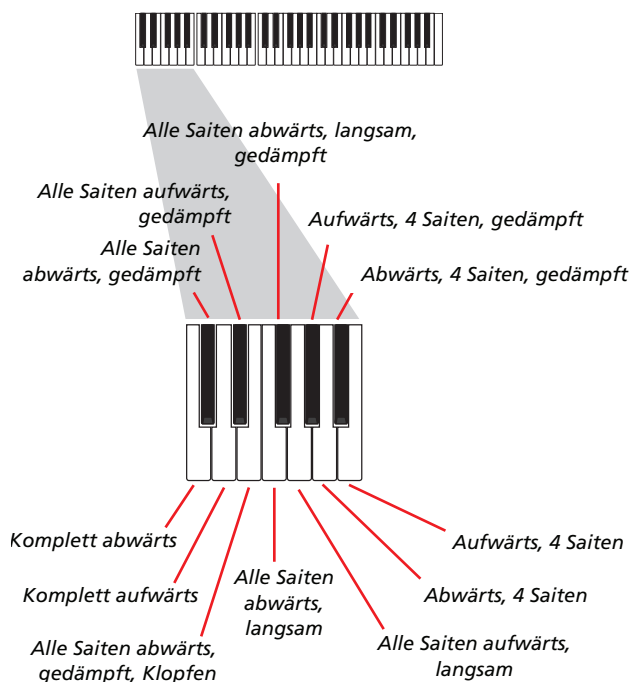 Alle Saiten abwärts, langsam,
gedämpft
Alle Saiten aufwärts,
gedämpft
Aufwärts, 4 Saiten, gedämpft
Alle Saiten
abwärts, gedämpft
Abwärts, 4 Saiten, gedämpft
Komplett abwärts
Aufwärts, 4 Saiten
Alle Saiten
abwärts,
langsam
Komplett aufwärts
Abwärts, 4 Saiten
Alle Saiten abwärts,
gedämpft, Klopfen
Alle Saiten aufwärts,
langsam